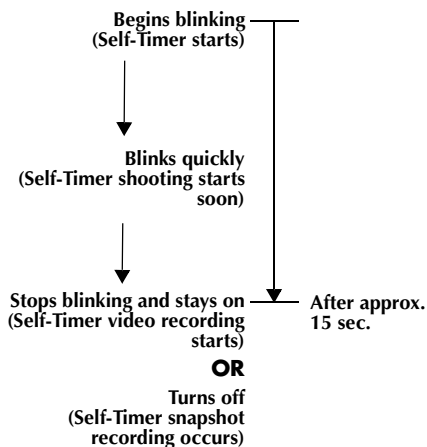 Begins blinking
(Self-Timer starts)
Blinks quickly
(Self-Timer shooting starts
soon)
Stops blinking and stays on
(Self-Timer video recording
starts)
After approx.
15 sec.
OR
Turns off
(Self-Timer snapshot
recording occurs)